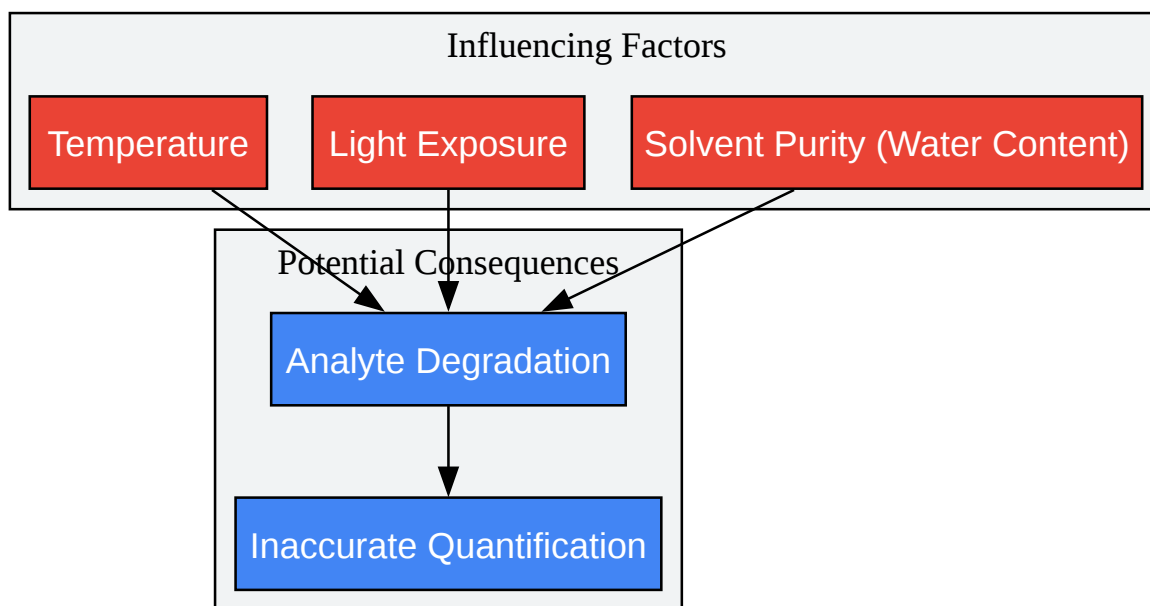 Influencing Factors
Temperature
Light Exposure
Solvent Purity (Water Content)
Potential Consequences
Analyte Degradation
Inaccurate Quantification